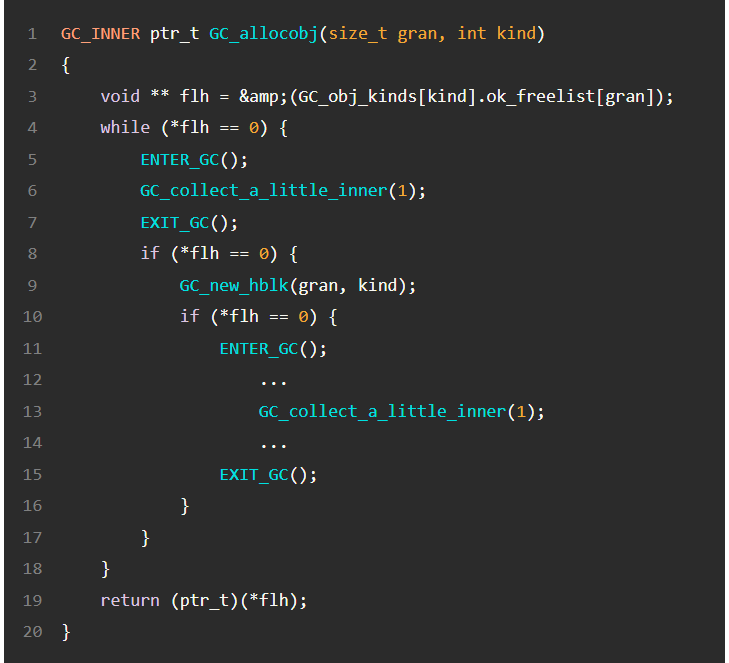 1 GC_INNER ptr_t GC_allocobj(size_t gran, int kind)
2 {
3     void ** flh = &amp;(GC_obj_kinds[kind].ok_freelist[gran]);
4     while (*flh == 0) {
5         ENTER_GC();
6         GC_collect_a_little_inner(1);
7         EXIT_GC();
8         if (*flh == 0) {
9             GC_new_hblk(gran, kind);
10             if (*flh == 0) {
11                 ENTER_GC();
12                     ...
13                     GC_collect_a_little_inner(1);
14                     ...
15                 EXIT_GC();
16             }
17         }
18     }
19     return (ptr_t)(*flh);
20 }